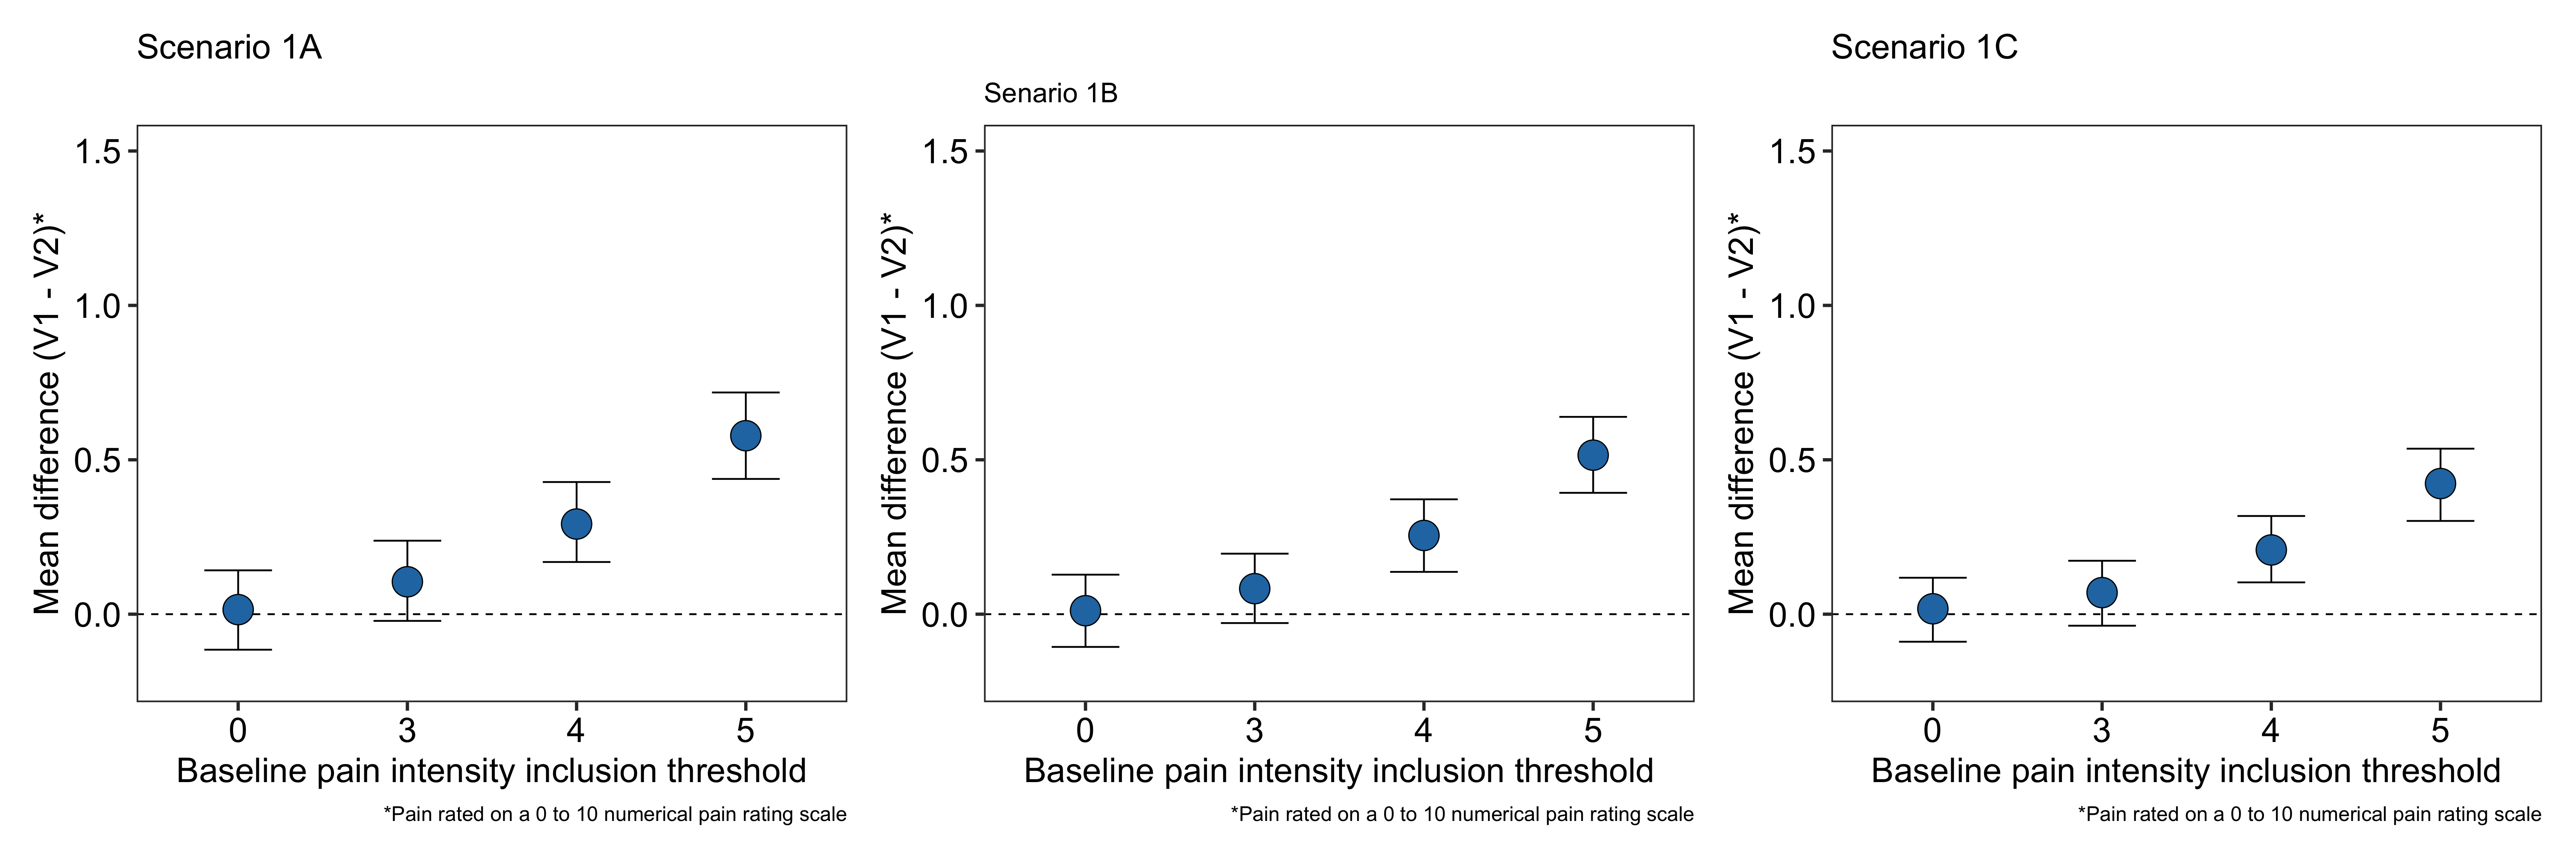 Scenario 1A
Mean difference (V1 - V2)*
1.5
1.0
0.5
0.0
0 3 4 5
Baseline pain intensity inclusion threshold
*Pain rated on a 0 to 10 numerical pain rating scale
Senario 1B
Mean difference (V1 - V2)*
1.5
1.0
0.5
0.0
0 3 4 5
Baseline pain intensity inclusion threshold
*Pain rated on a 0 to 10 numerical pain rating scale
Scenario 1C
Mean difference (V1 - V2)*
1.5
1.0
0.5
0.0
0 3 4 5
Baseline pain intensity inclusion threshold
*Pain rated on a 0 to 10 numerical pain rating scale